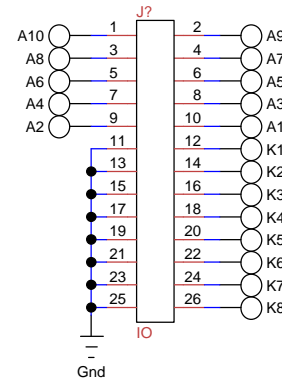 J?
A10 1 2 A9
A8 3 4 A7
A6 5 6 A5
A4 7 8 A3
A2 9 10 A1
11 12 K1
13 14 K2
15 16 K3
17 18 K4
19 20 K5
21 22 K6
23 24 K7
25 26 K8
IO
Gnd